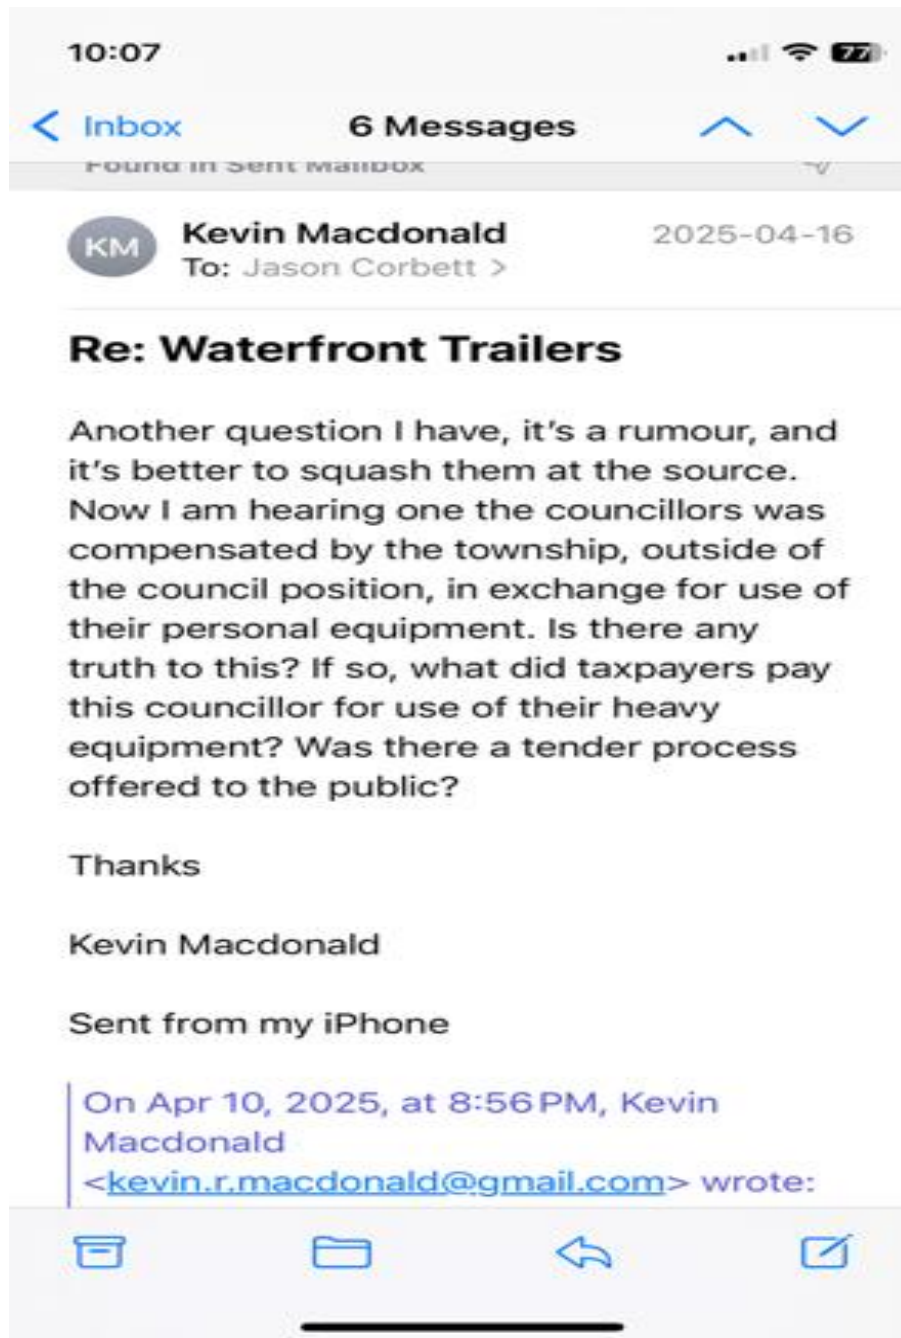 10:07
77
Inbox
6 Messages
Found in Sent Mailbox
KM
Kevin Macdonald
2025-04-16
To: Jason Corbett >
Re: Waterfront Trailers
Another question I have, it's a rumour, and
it's better to squash them at the source.
Now I am hearing one the councillors was
compensated by the township, outside of
the council position, in exchange for use of
their personal equipment. Is there any
truth to this? If so, what did taxpayers pay
this councillor for use of their heavy
equipment? Was there a tender process
offered to the public?
Thanks
Kevin Macdonald
Sent from my iPhone
On Apr 10, 2025, at 8:56 PM, Kevin
Macdonald
<kevin.r.macdonald@gmail.com> wrote: